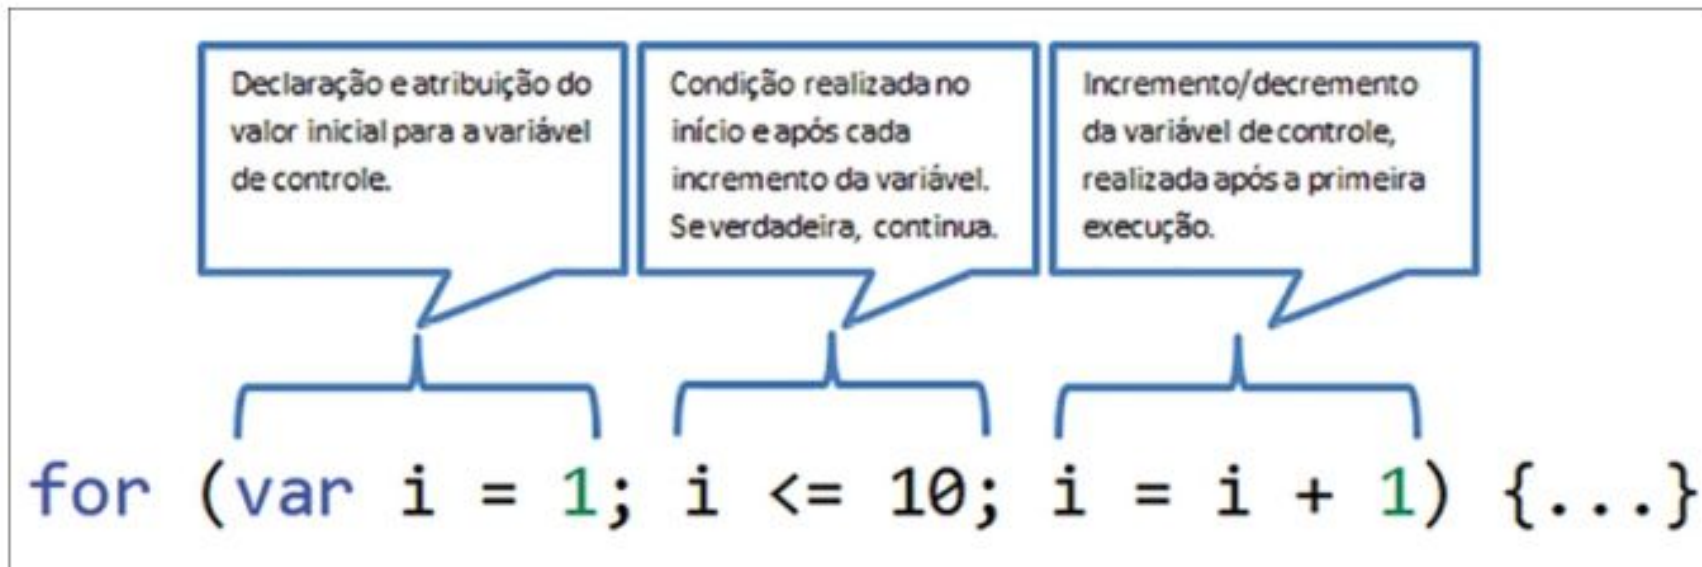 Declaração e atribuição do
valor inicial para a variável
de controle.
Condição realizada no
início e após cada
incremento da variável.
Se verdadeira, continua.
Incremento/decremento
da variável de controle,
realizada após a primeira
execução.
for (var i = 1; i <= 10; i = i + 1) {...}